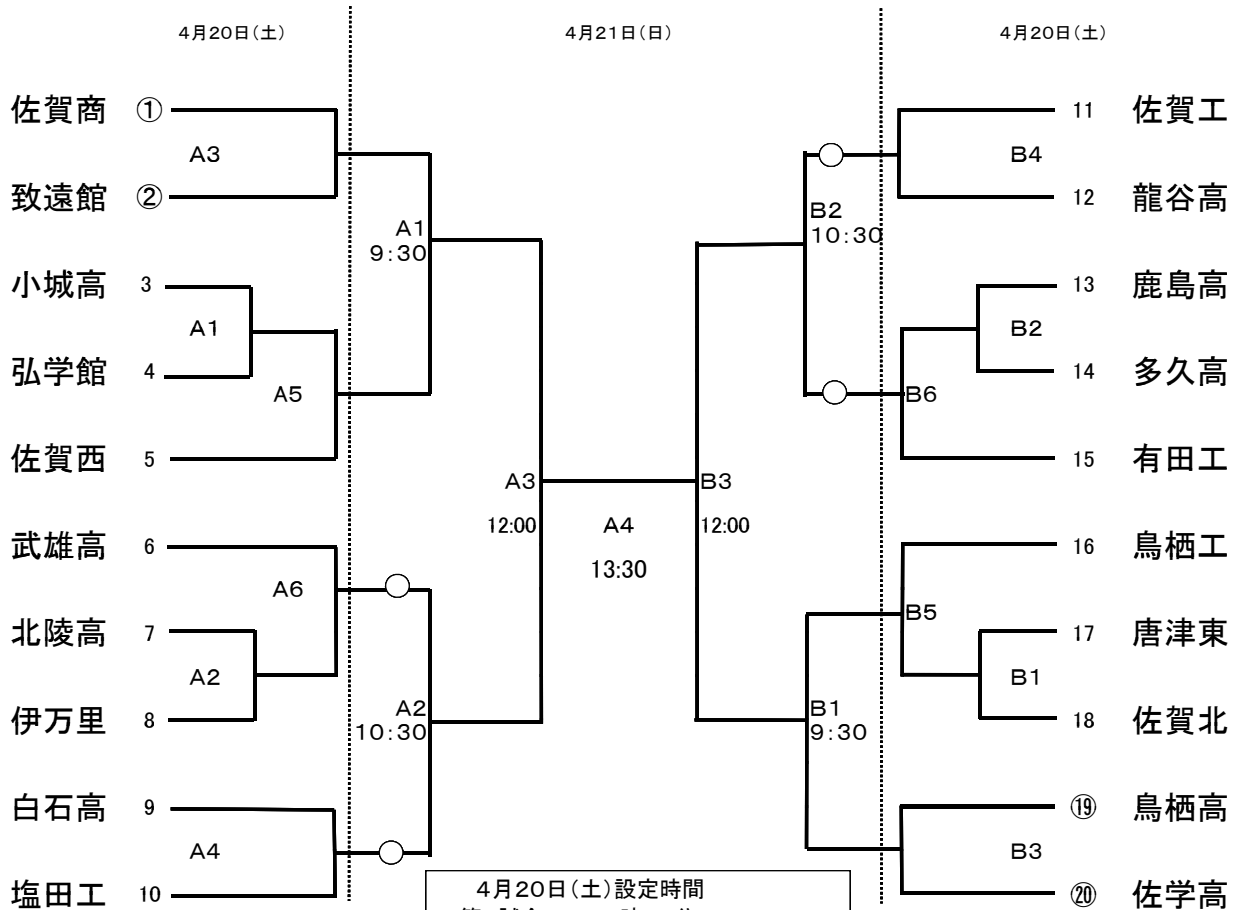 4月20日(土) 4月21日(日) 4月20日(土)
佐賀商 ① 11 佐賀工
A3 B4
致遠館 ② 12 龍谷高
A1 B2
9:30 10:30
小城高 3 13 鹿島高
A1 B2
弘学館 4 14 多久高
A5 B6
佐賀西 5 15 有田工
A3 B3
12:00 A4 12:00
13:30
武雄高 6 16 鳥栖工
A6 B5
北陵高 7 17 唐津東
A2 B1
伊万里 8 18 佐賀北
A2 B1
10:30 9:30
白石高 9 ⑲ 鳥栖高
A4 B3
塩田工 10 ⑳ 佐学高
4月20日(土)設定時間